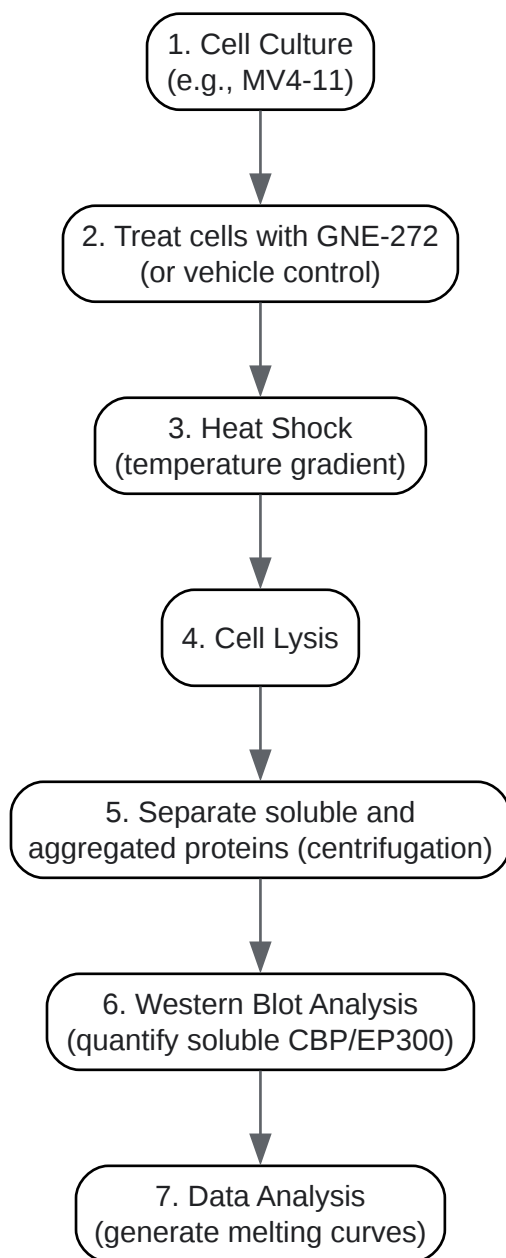 1. Cell Culture
(e.g., MV4-11)
2. Treat cells with GNE-272
(or vehicle control)
3. Heat Shock
(temperature gradient)
4. Cell Lysis
5. Separate soluble and
aggregated proteins (centrifugation)
6. Western Blot Analysis
(quantify soluble CBP/EP300)
7. Data Analysis
(generate melting curves)